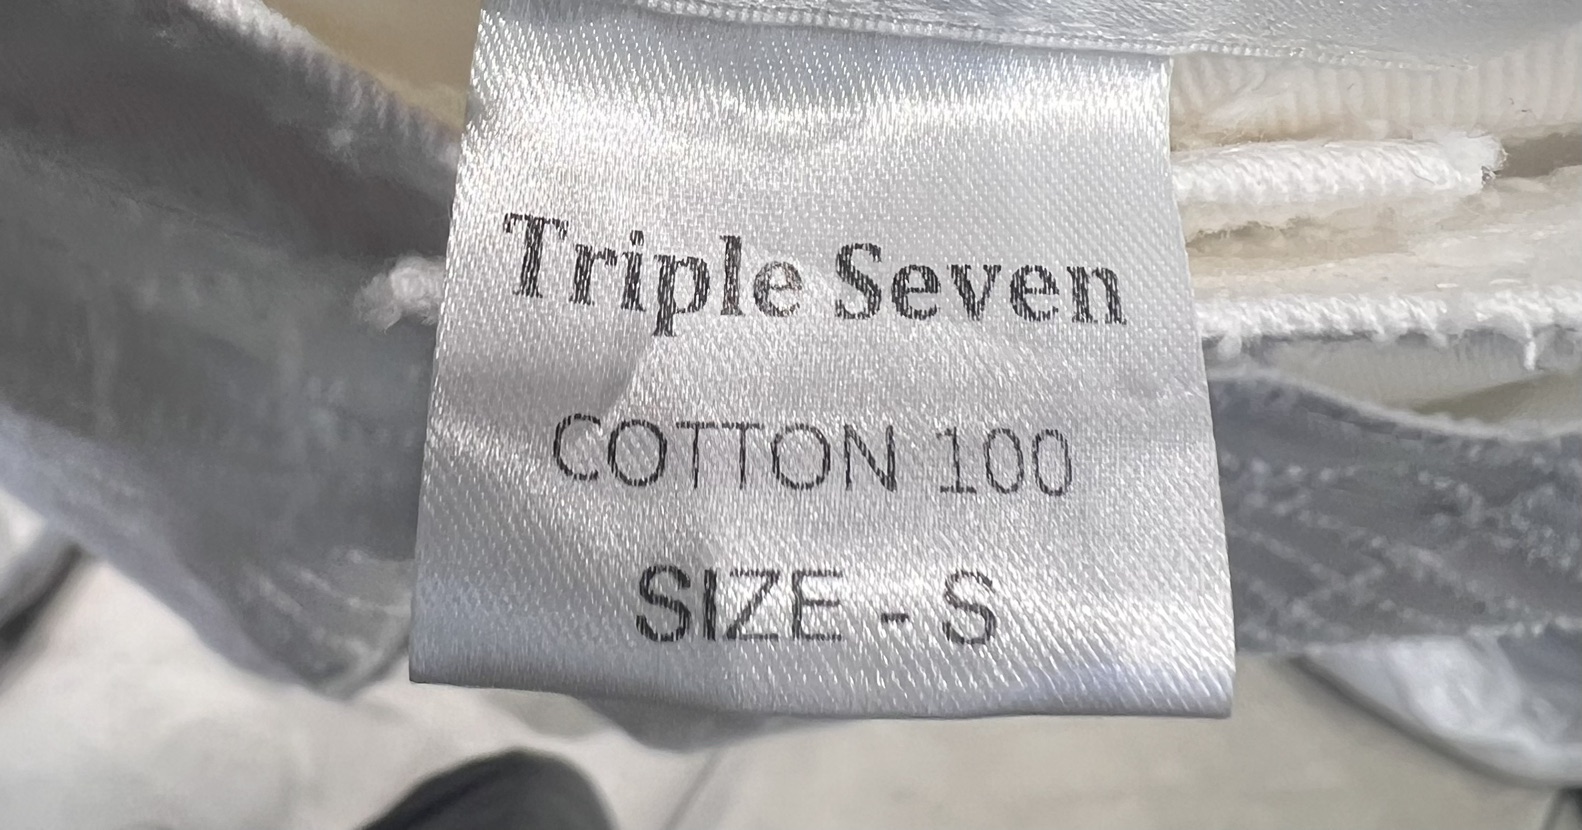 Triple Seven
COTTON 100
SIZE - S